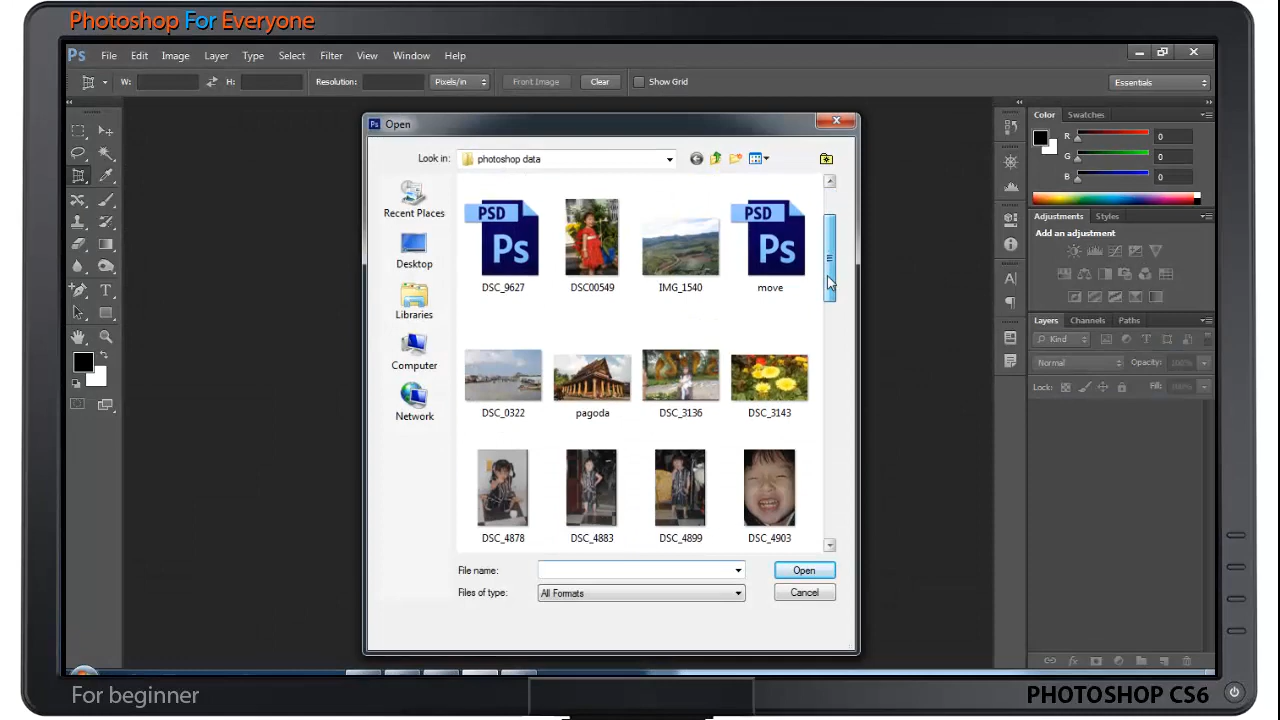 Photoshop For Everyone
Ps File Edit Image Layer Type Select Filter View Window Help
W: H: Resolution: Pixels/in Front Image Clear Show Grid Essentials
Ps Open
Look in: photoshop data
Recent Places
Desktop
Libraries
Computer
Network
PSD Ps
PSD Ps
DSC_9627 DSC00549 IMG_1540 move
DSC_0322 pagoda DSC_3136 DSC_3143
DSC_4878 DSC_4883 DSC_4899 DSC_4903
File name: Open
Files of type: All Formats Cancel
Color Swatches
R 0
G 0
B 0
Adjustments Styles
Add an adjustment
Layers Channels Paths
Kind
Normal Opacity: 100%
Lock: Fill: 100%
For beginner
PHOTOSHOP CS6